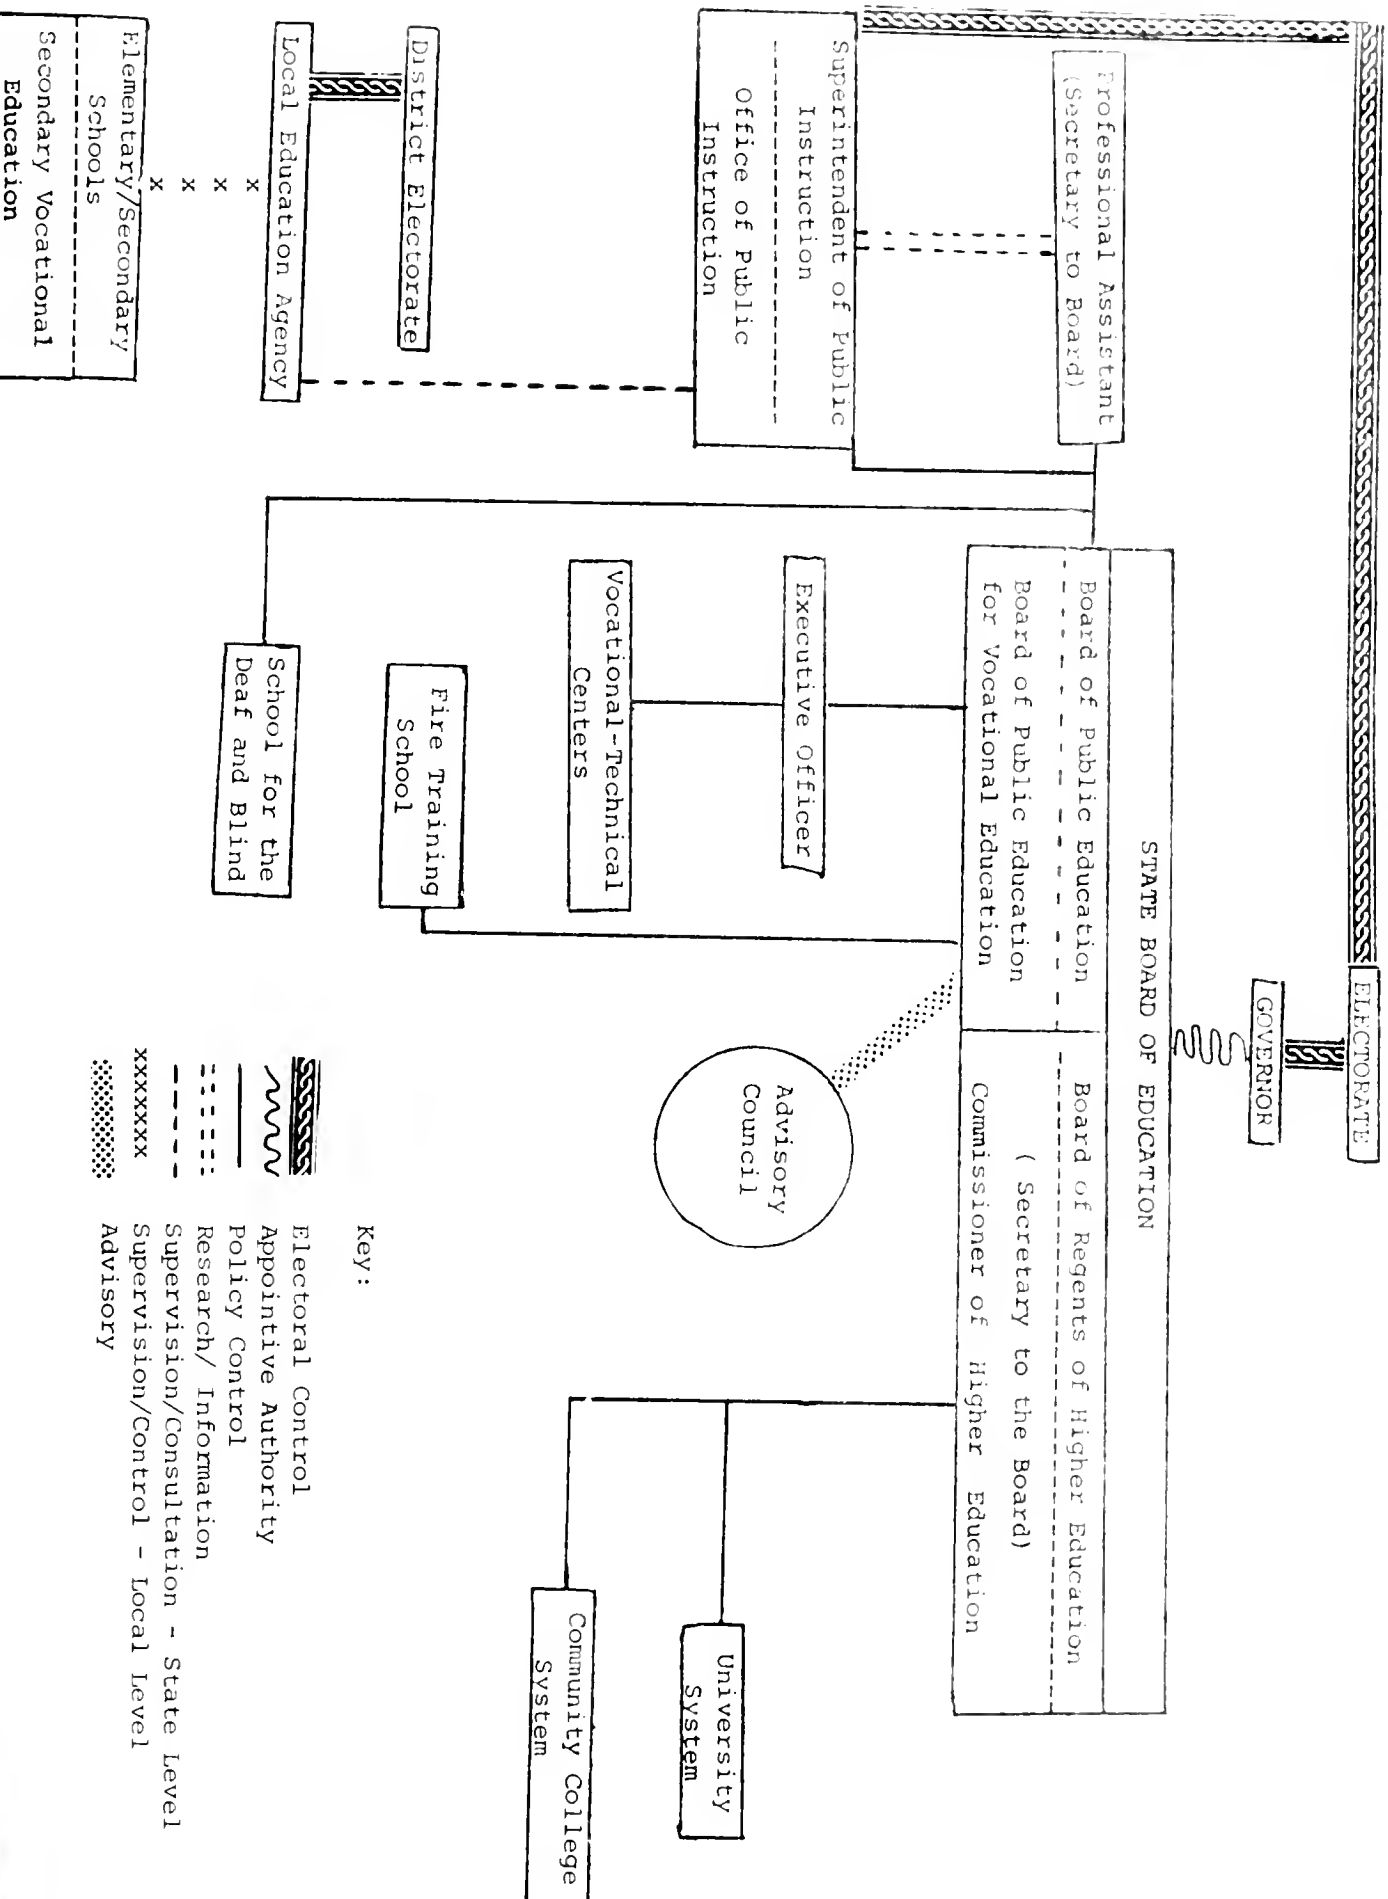 ELECTORATE
GOVERNOR
STATE BOARD OF EDUCATION
Professional Assistant
(Secretary to Board)
Board of Public Education
Board of Public Education
for Vocational Education
Board of Regents of Higher Education
( Secretary to the Board)
Commissioner of Higher Education
Superintendent of Public
Instruction
Office of Public
Instruction
Executive Officer
Advisory
Council
University
System
Vocational-Technical
Centers
Community College
System
District Electorate
Fire Training
School
Local Education Agency
School for the
Deaf and Blind
x
x
x
x
Elementary/Secondary
Schools
Secondary Vocational
Education
Key:
Electoral Control
Appointive Authority
Policy Control
Research/ Information
Supervision/Consultation - State Level
xxxxxxx Supervision/Control - Local Level
Advisory